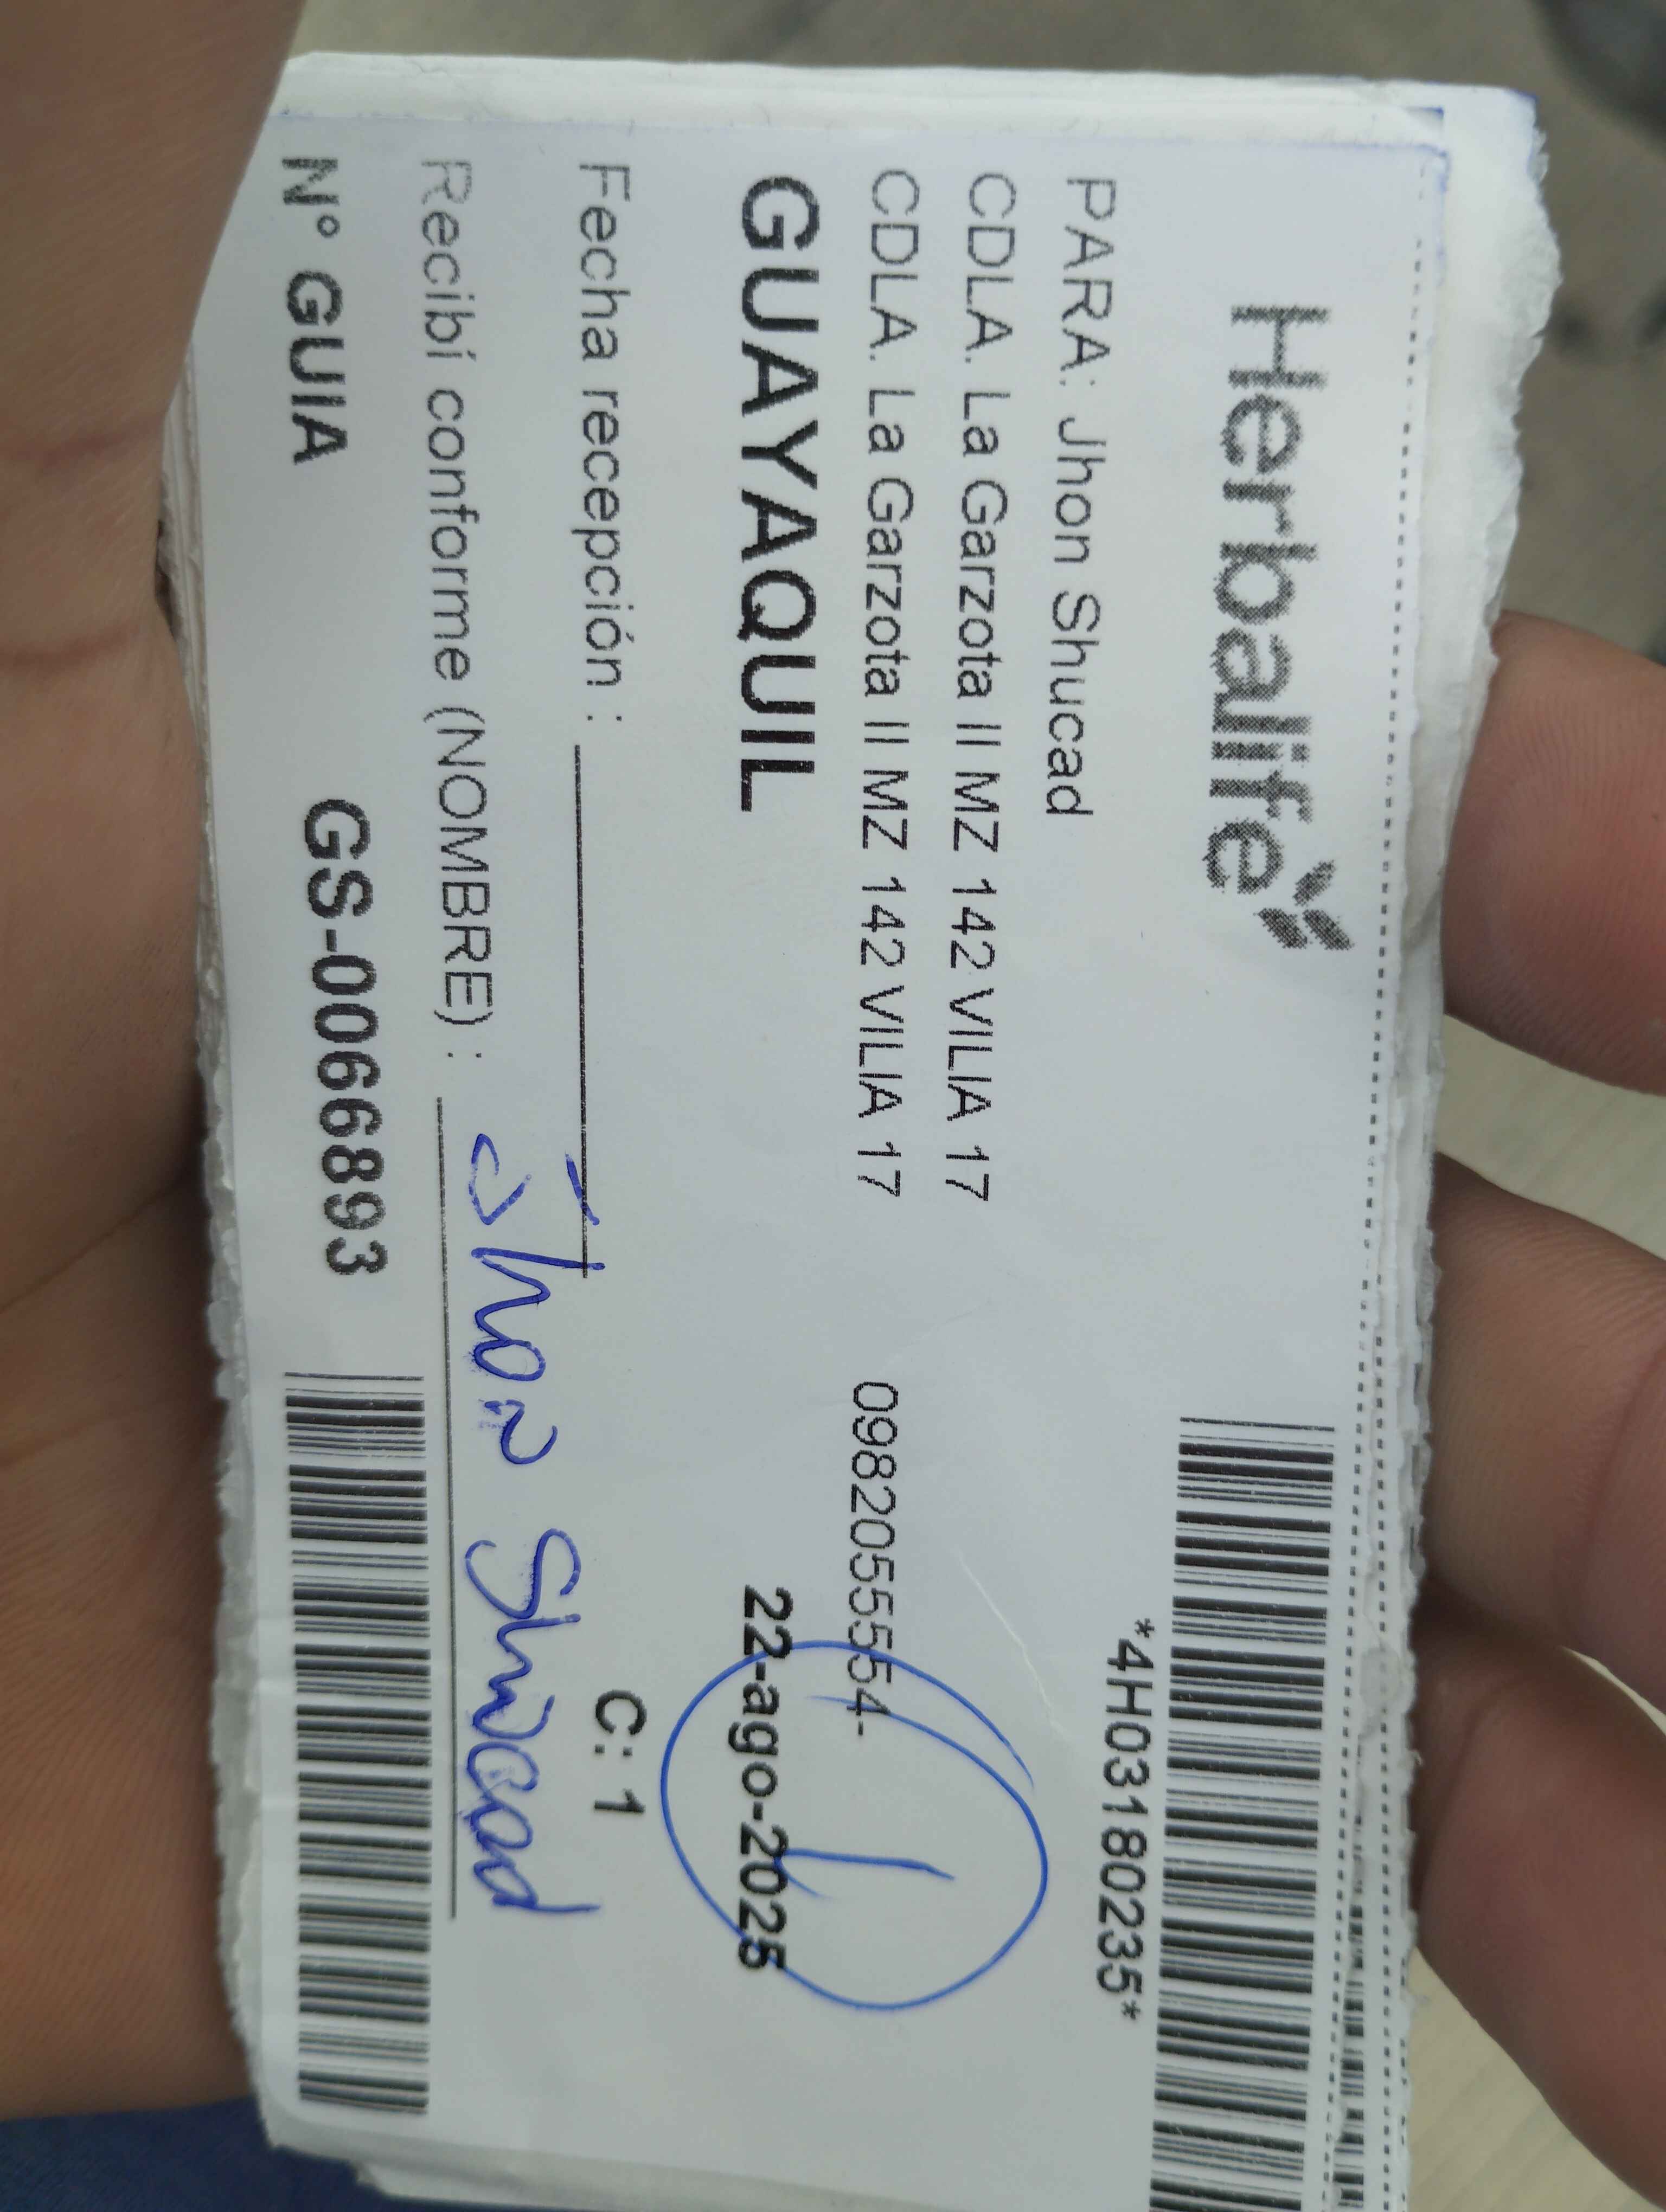 Herbalife
*4H03180235*
PARA: Jhon Shucad
CDLA. La Garzota II MZ 142 VILIA 17
CDLA. La Garzota II MZ 142 VILIA 17 0982055554-
GUAYAQUIL 22-ago-2025
Fecha recepción : C: 1
Recibí conforme (NOMBRE) : Jhon Shucad
N° GUIA GS-0066893